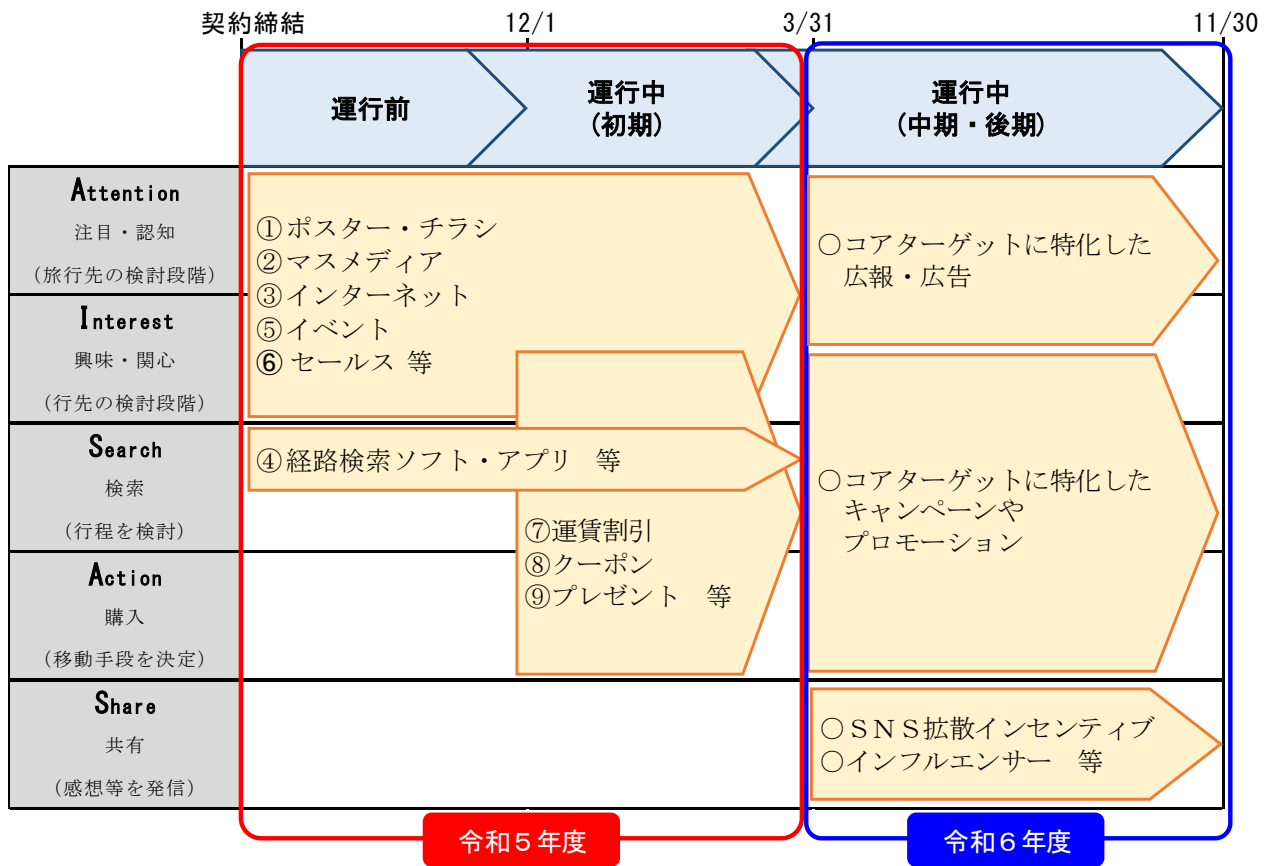 契約締結
12/1
3/31
11/30
運行前
運行中
(初期)
運行中
(中期・後期)
Attention
注目・認知
(旅行先の検討段階)
Interest
興味・関心
(行先の検討段階)
Search
検索
(行程を検討)
Action
購入
(移動手段を決定)
Share
共有
(感想等を発信)
①ポスター・チラシ
②マスメディア
③インターネット
⑤イベント
⑥セールス 等
④経路検索ソフト・アプリ 等
⑦運賃割引
⑧クーポン
⑨プレゼント 等
○コアターゲットに特化した
広報・広告
○コアターゲットに特化した
キャンペーンや
プロモーション
○SNS拡散インセンティブ
○インフルエンサー 等
令和5年度
令和6年度